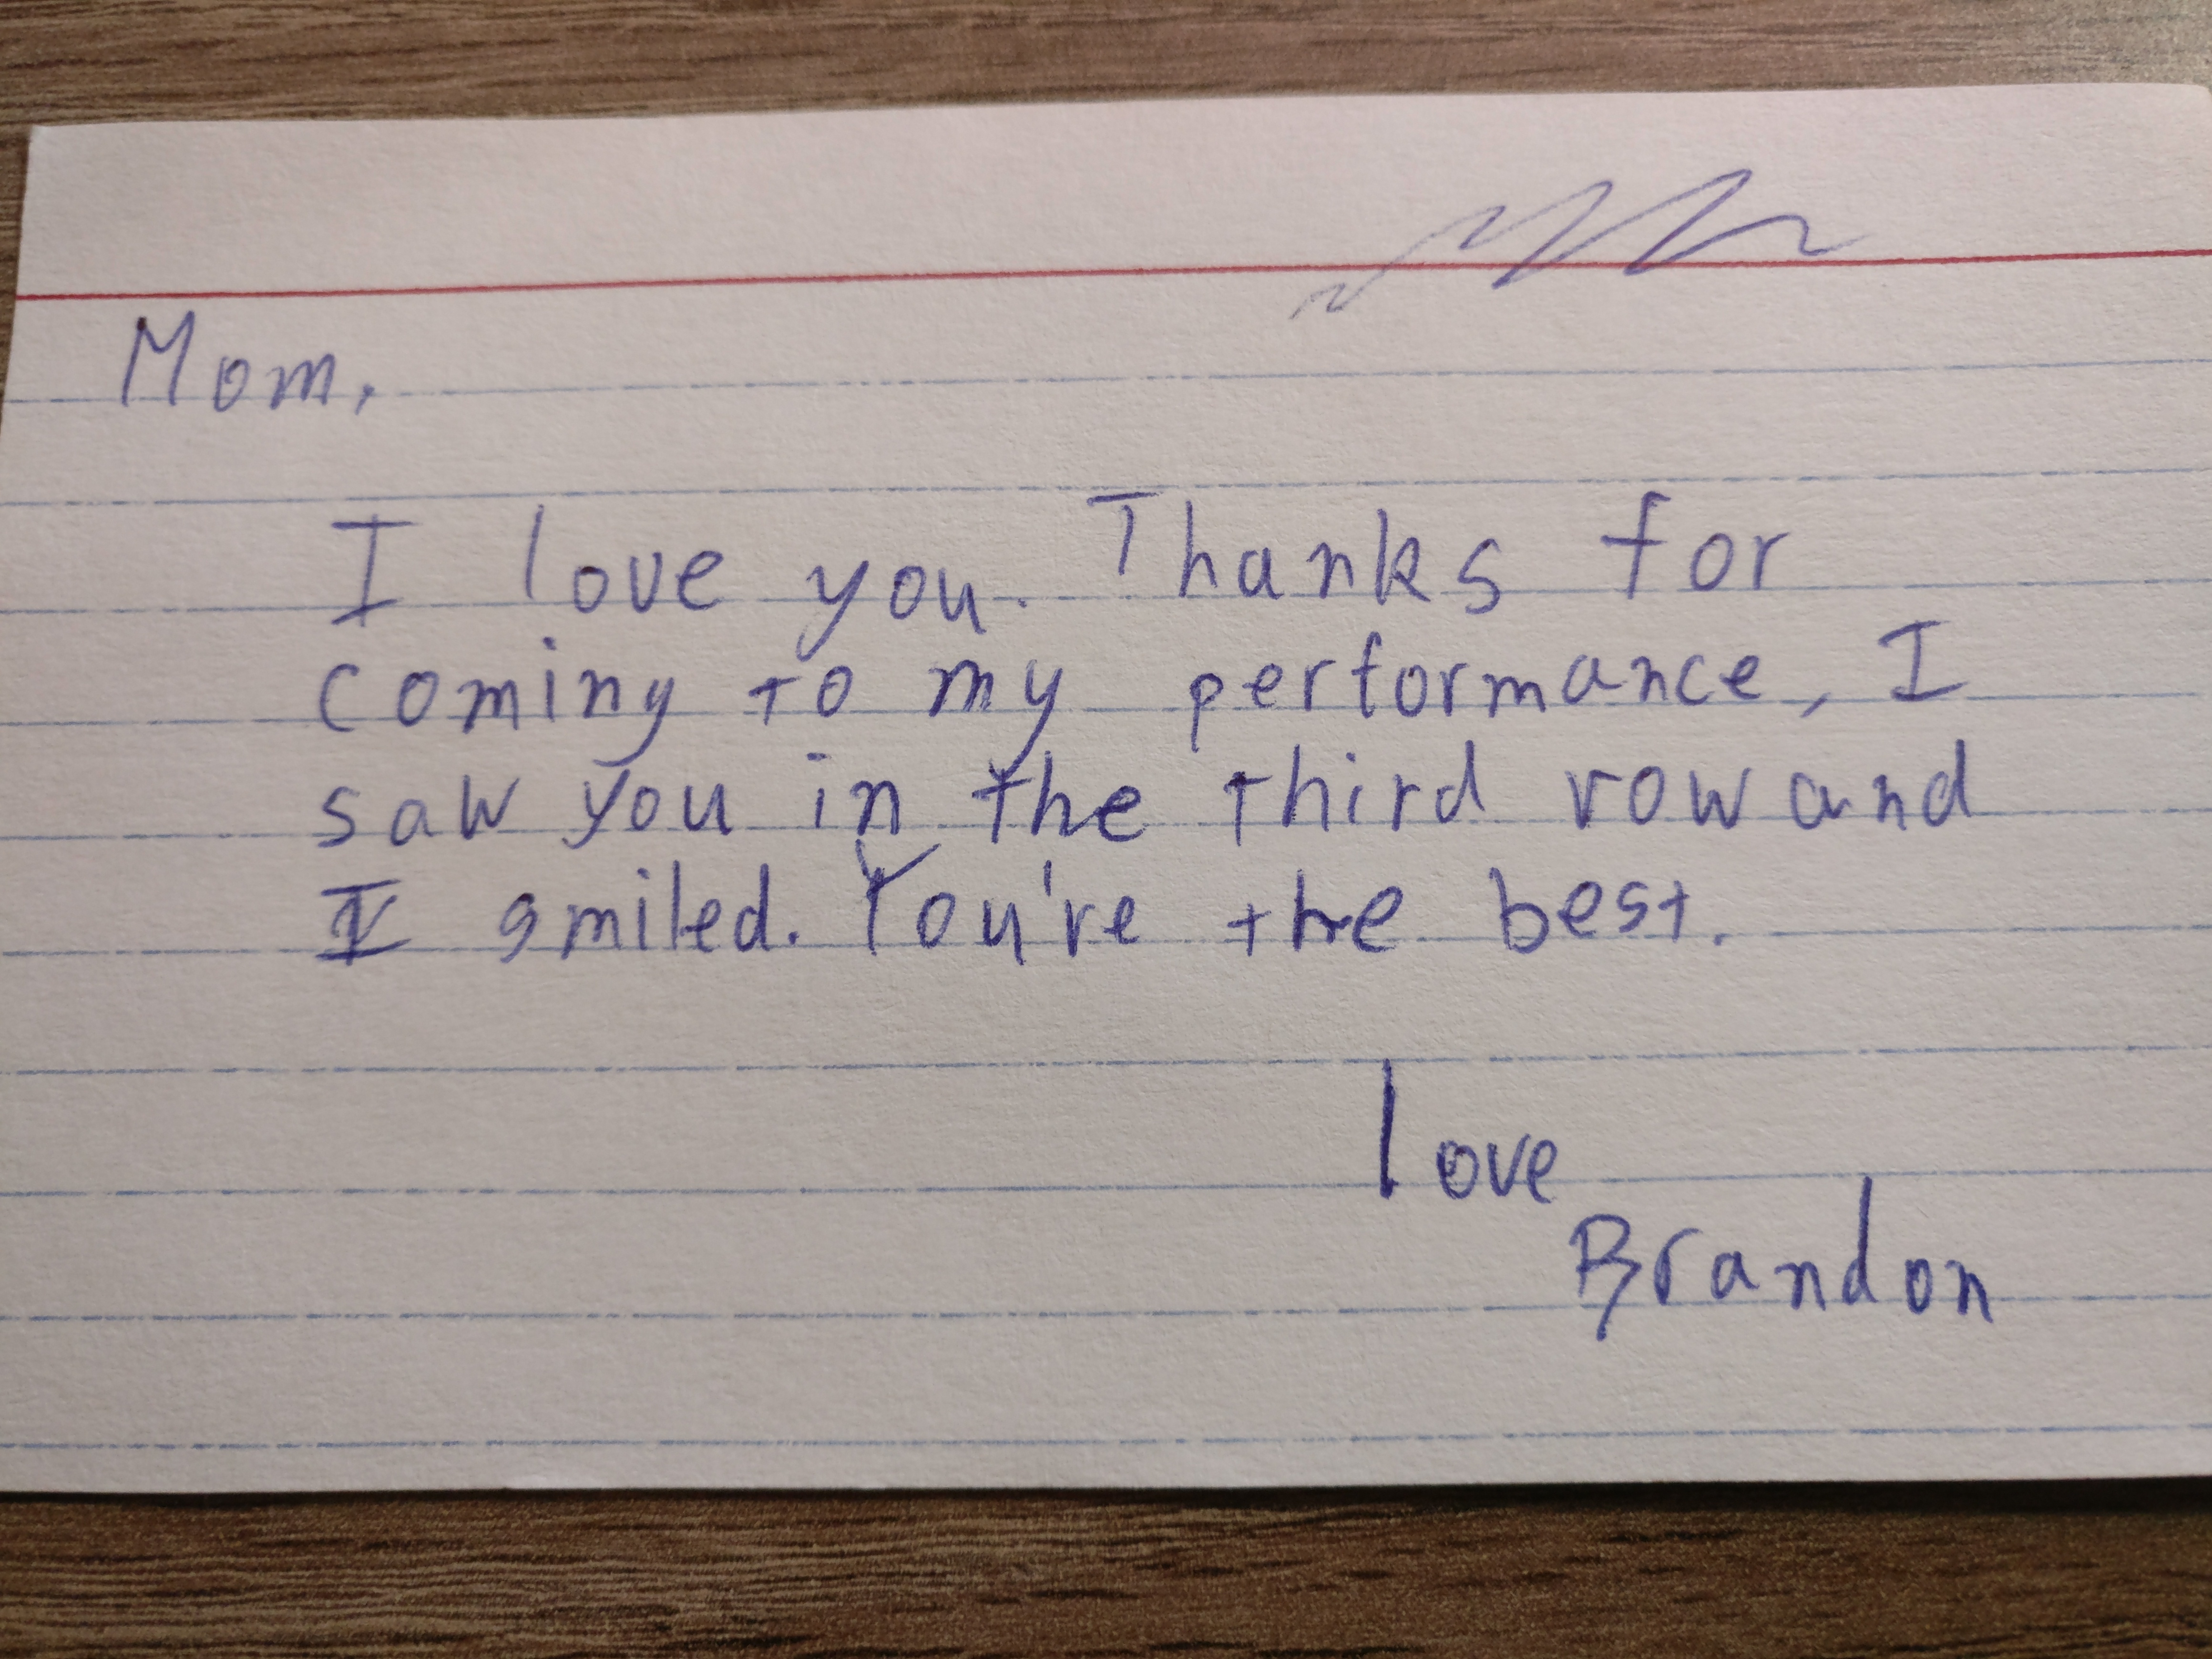 Mom,
I love you. Thanks for
coming to my performance, I
saw you in the third row and
I smiled. You're the best.
love
Brandon